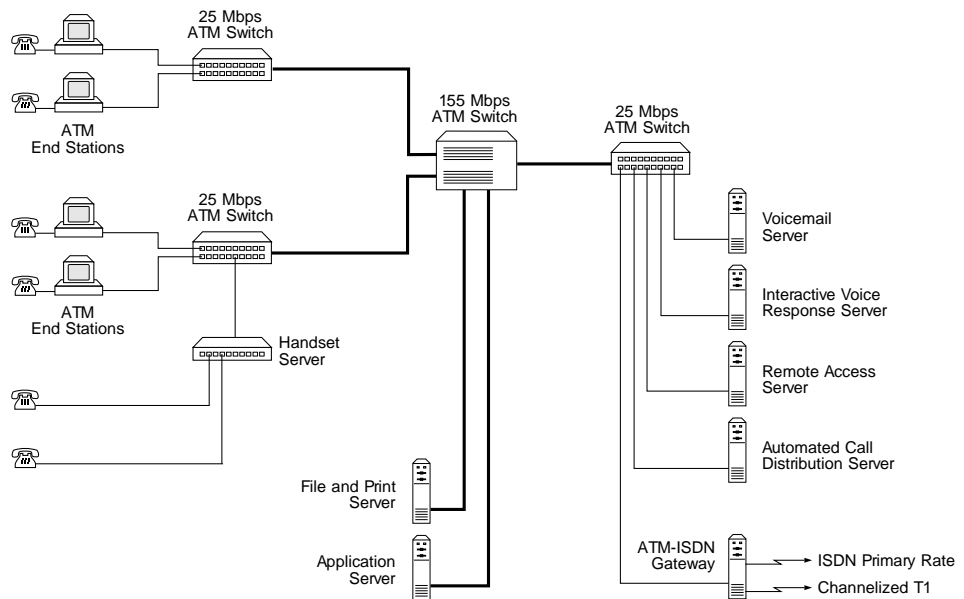 25 Mbps
ATM Switch
ATM
End Stations
155 Mbps
ATM Switch
25 Mbps
ATM Switch
25 Mbps
ATM Switch
Voicemail
Server
ATM
End Stations
Interactive Voice
Response Server
Handset
Server
Remote Access
Server
Automated Call
Distribution Server
File and Print
Server
ATM-ISDN
Gateway
ISDN Primary Rate
Channelized T1
Application
Server